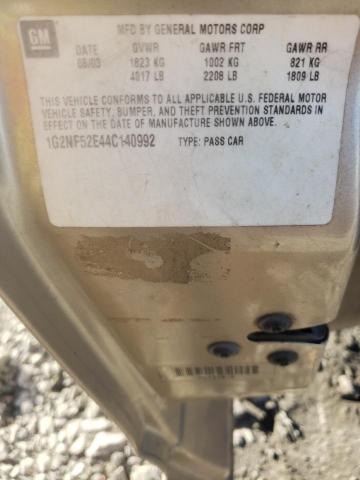 GM
MFD BY GENERAL MOTORS CORP
DATE GVWR GAWR FRT GAWR RR
08/03 1823 KG 1002 KG 821 KG
4017 LB 2208 LB 1809 LB
THIS VEHICLE CONFORMS TO ALL APPLICABLE U.S. FEDERAL MOTOR
VEHICLE SAFETY, BUMPER, AND THEFT PREVENTION STANDARDS IN
EFFECT ON THE DATE OF MANUFACTURE SHOWN ABOVE.
1G2NF52E44C140992 TYPE: PASS CAR